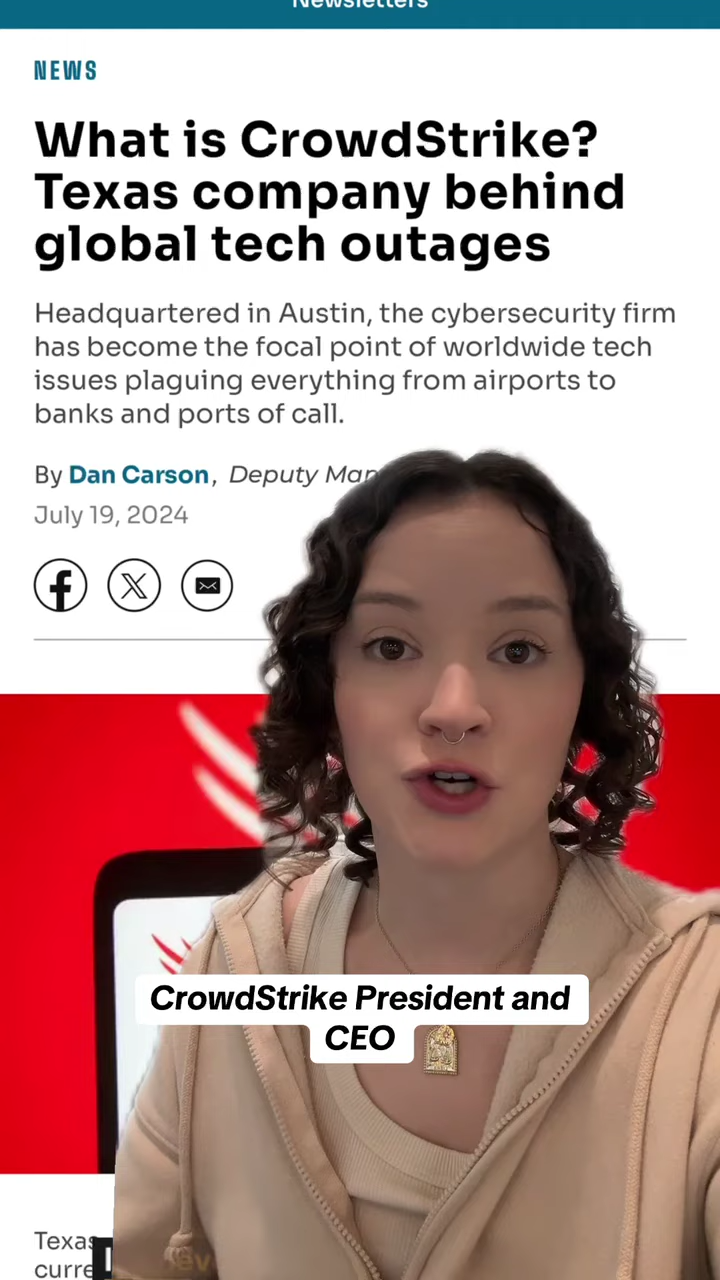 Newsletters
NEWS
What is CrowdStrike?
Texas company behind
global tech outages
Headquartered in Austin, the cybersecurity firm
has become the focal point of worldwide tech
issues plaguing everything from airports to
banks and ports of call.
By Dan Carson, Deputy
July 19, 2024
CrowdStrike President and
CEO
Texas